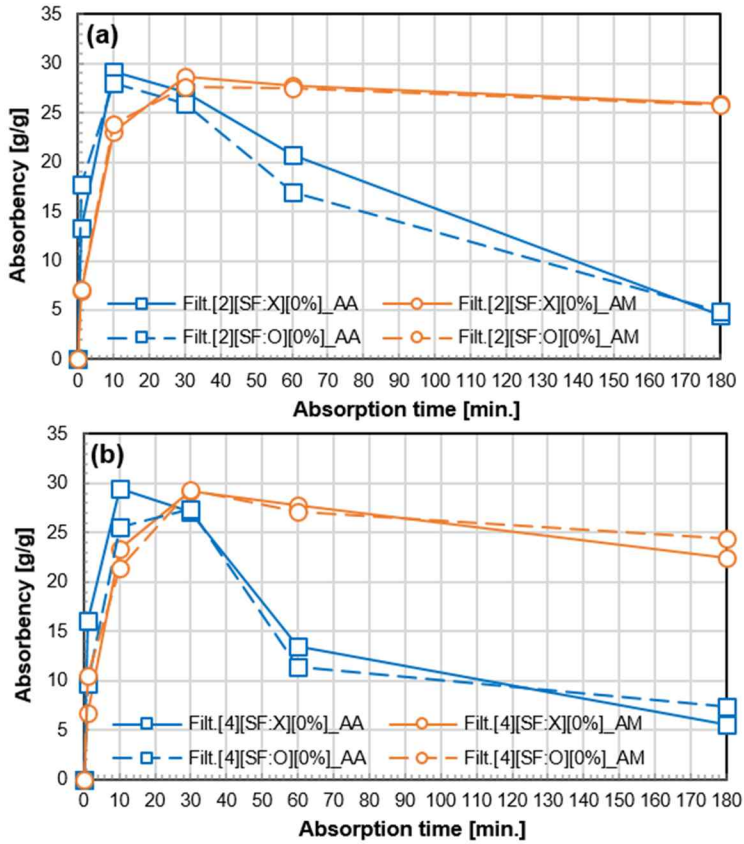 (a)
35
30
25
20
15
10
5
0
Absorbency [g/g]
Filt.[2][SF:X][0%]_AA
Filt.[2][SF:X][0%]_AM
Filt.[2][SF:O][0%]_AA
Filt.[2][SF:O][0%]_AM
0 10 20 30 40 50 60 70 80 90 100 110 120 130 140 150 160 170 180
Absorption time [min.]
(b)
35
30
25
20
15
10
5
0
Absorbency [g/g]
Filt.[4][SF:X][0%]_AA
Filt.[4][SF:X][0%]_AM
Filt.[4][SF:O][0%]_AA
Filt.[4][SF:O][0%]_AM
0 10 20 30 40 50 60 70 80 90 100 110 120 130 140 150 160 170 180
Absorption time [min.]